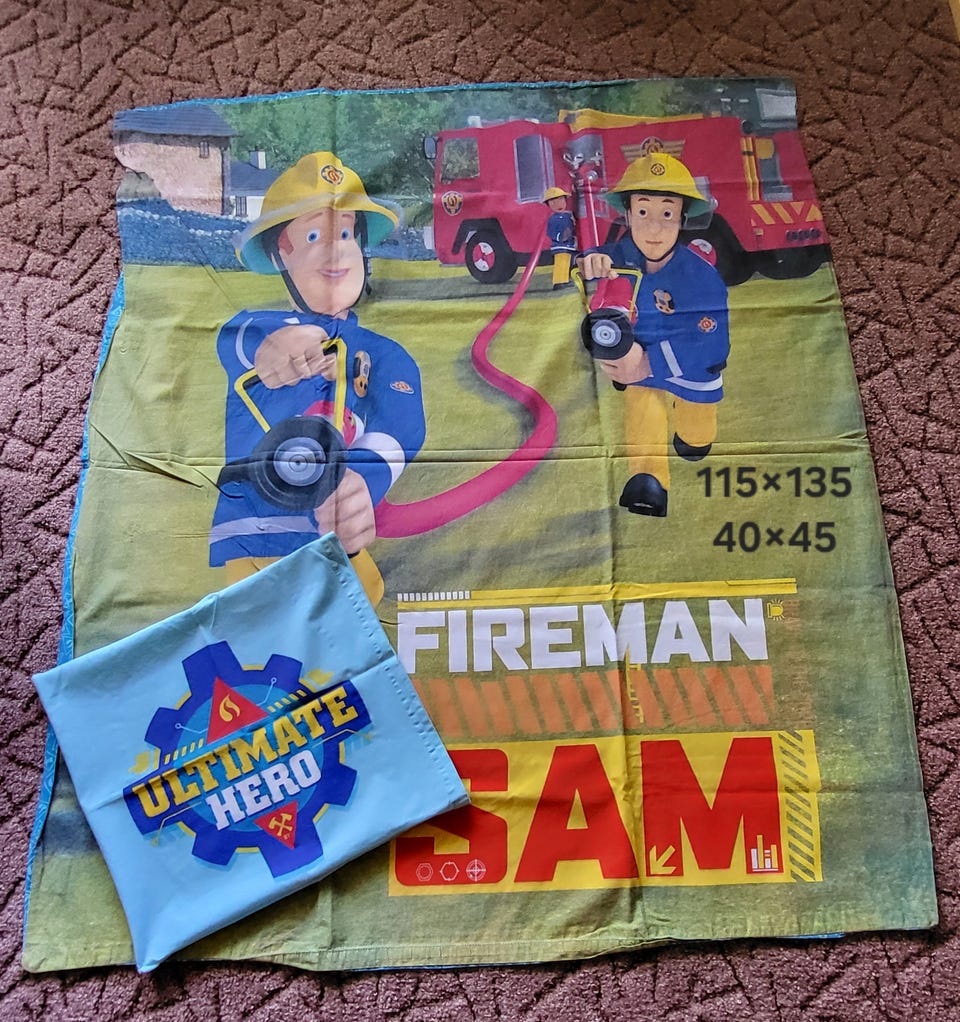 115×135
40×45
FIREMAN
SAM
ULTIMATE
HERO